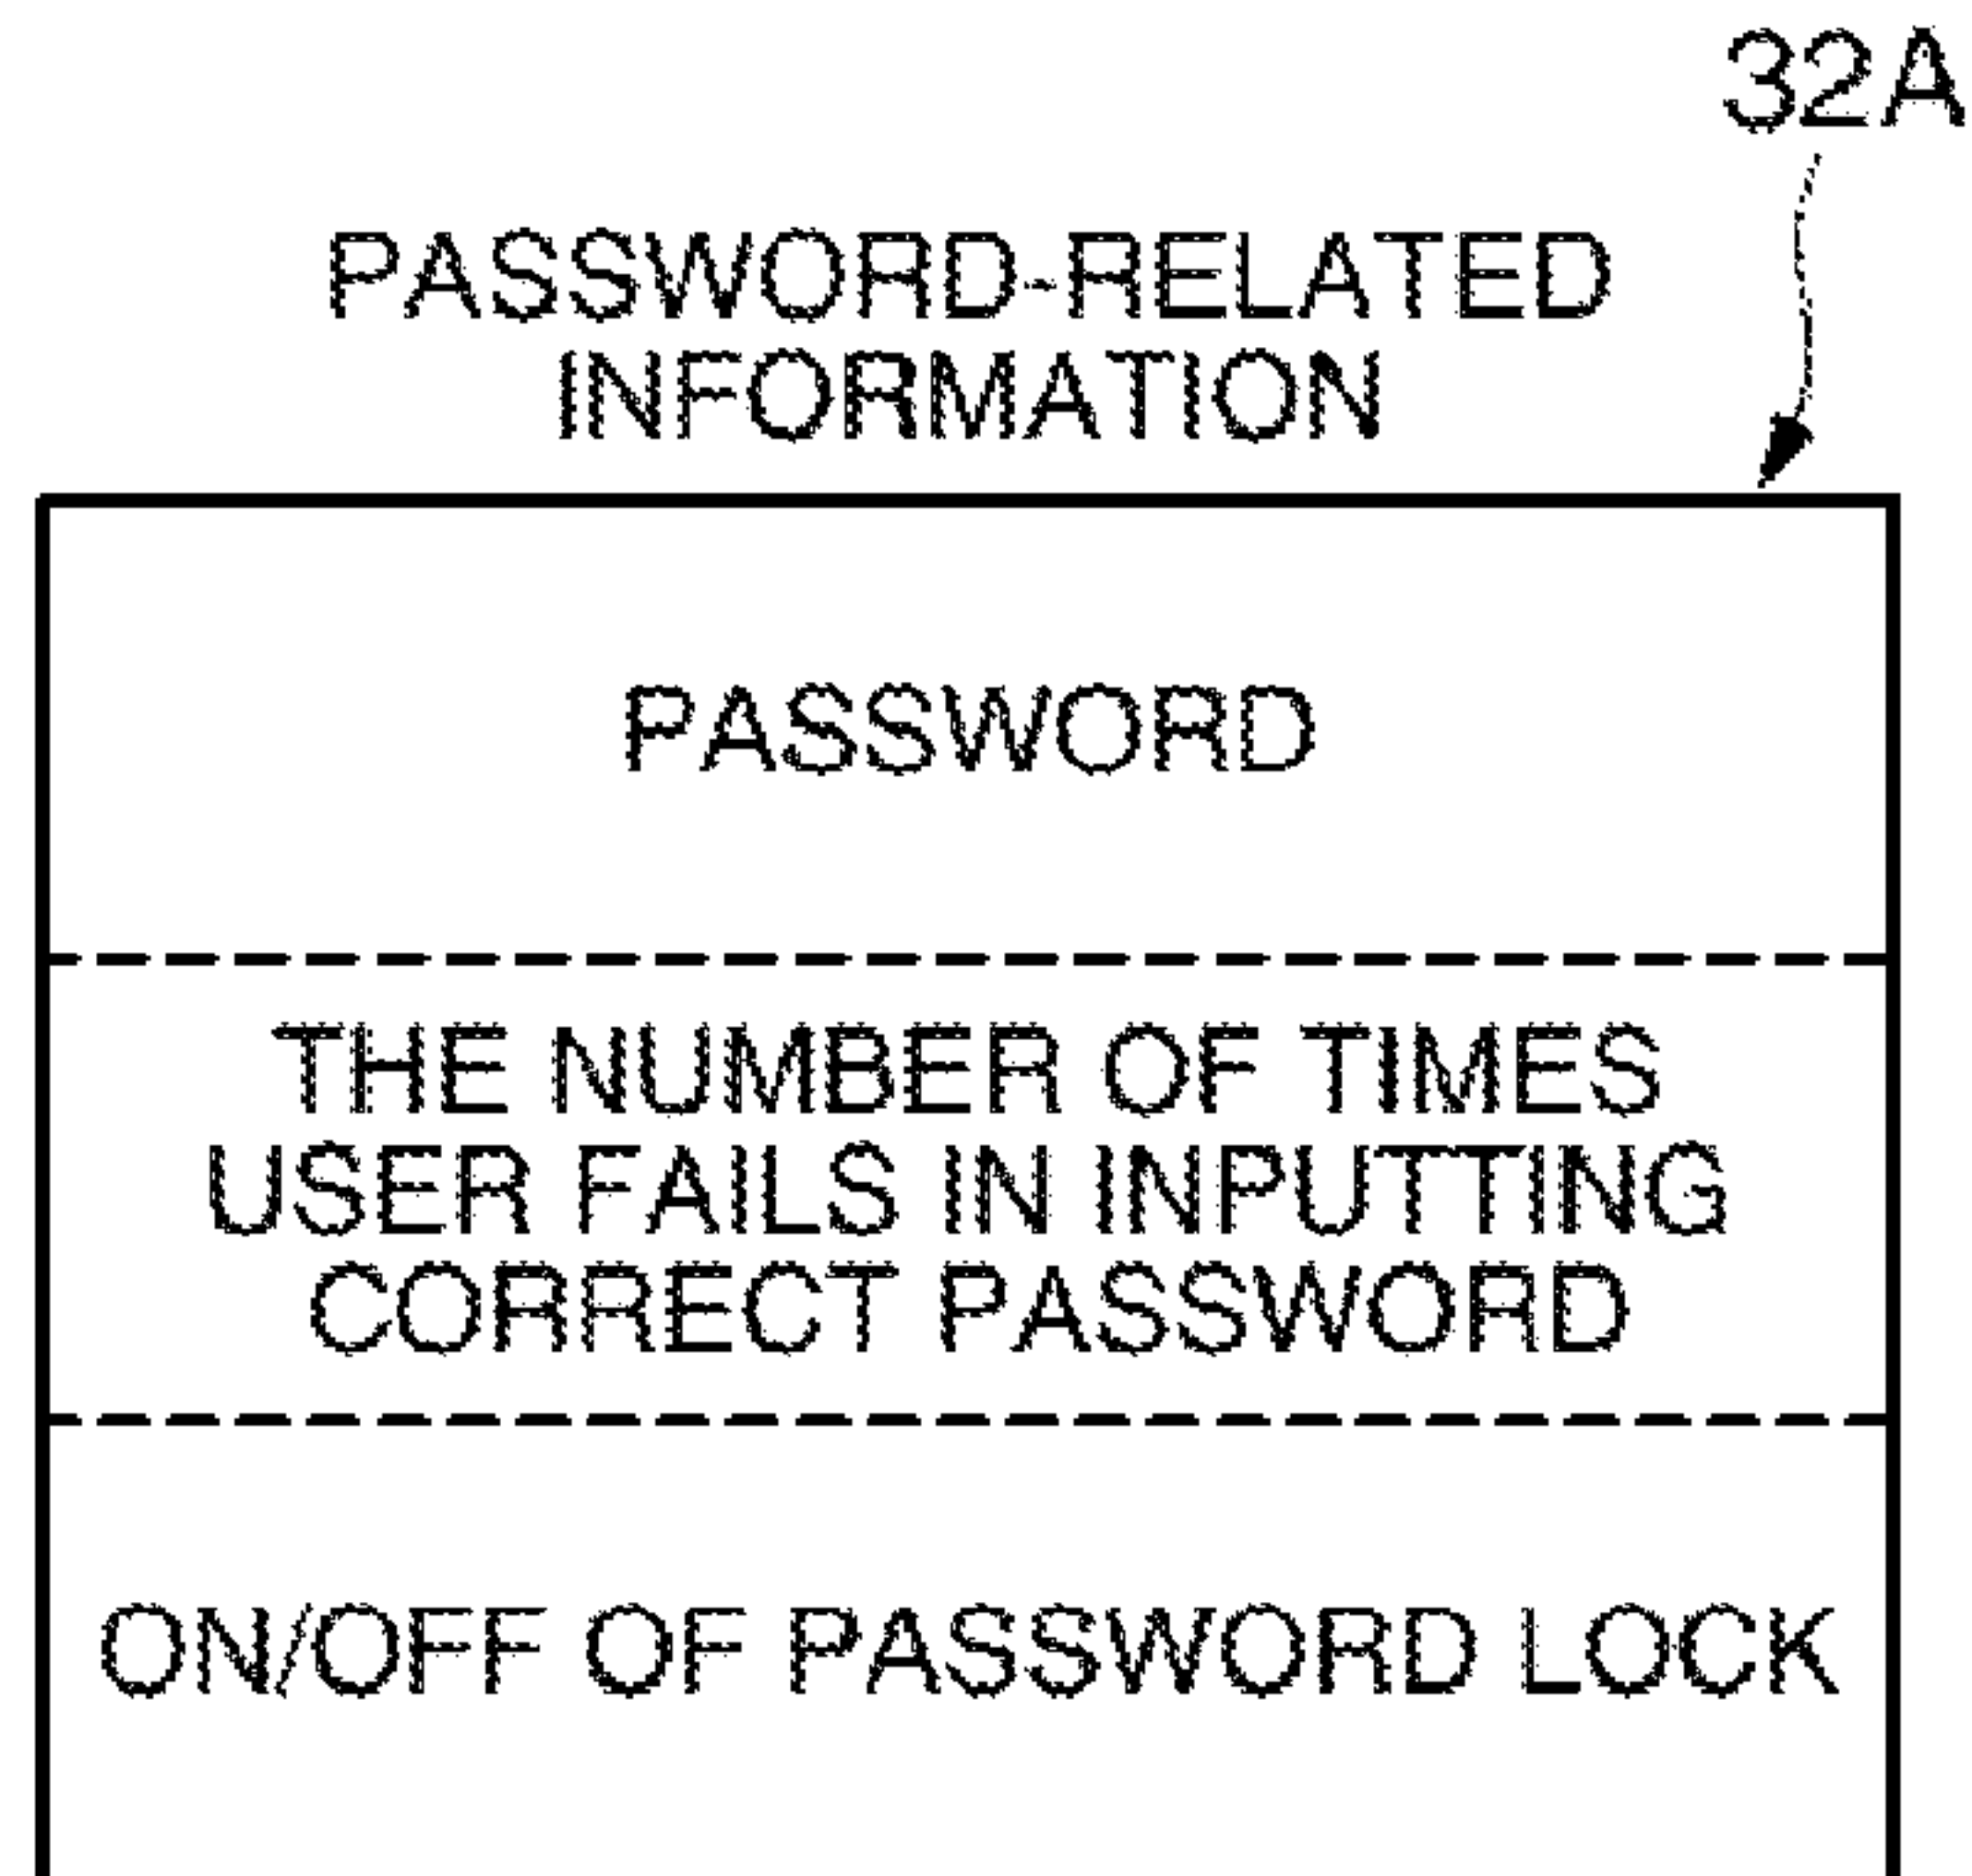 32A
PASSWORD-RELATED
INFORMATION
PASSWORD
THE NUMBER OF TIMES
USER FAILS IN INPUTTING
CORRECT PASSWORD
ON/OFF OF PASSWORD LOCK